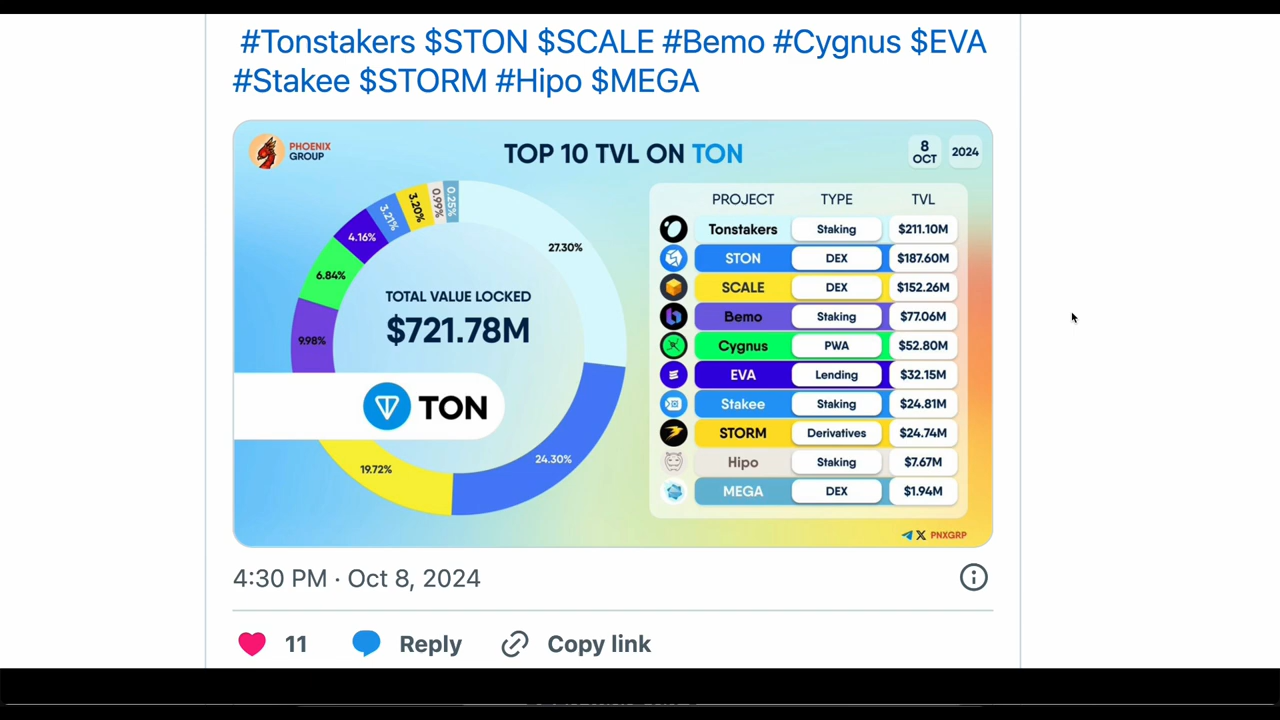 #Tonstakers $STON $SCALE #Bemo #Cygnus $EVA
#Stakee $STORM #Hipo $MEGA
PHOENIX
GROUP
TOP 10 TVL ON TON
8
OCT
2024
27.30%
24.30%
19.72%
9.98%
6.84%
4.16%
3.21%
3.20%
0.99%
0.25%
TOTAL VALUE LOCKED
$721.78M
TON
PROJECT TYPE TVL
Tonstakers Staking $211.10M
STON DEX $187.60M
SCALE DEX $152.26M
Bemo Staking $77.06M
Cygnus PWA $52.80M
EVA Lending $32.15M
Stakee Staking $24.81M
STORM Derivatives $24.74M
Hipo Staking $7.67M
MEGA DEX $1.94M
PNXGRP
4:30 PM · Oct 8, 2024
11 Reply Copy link